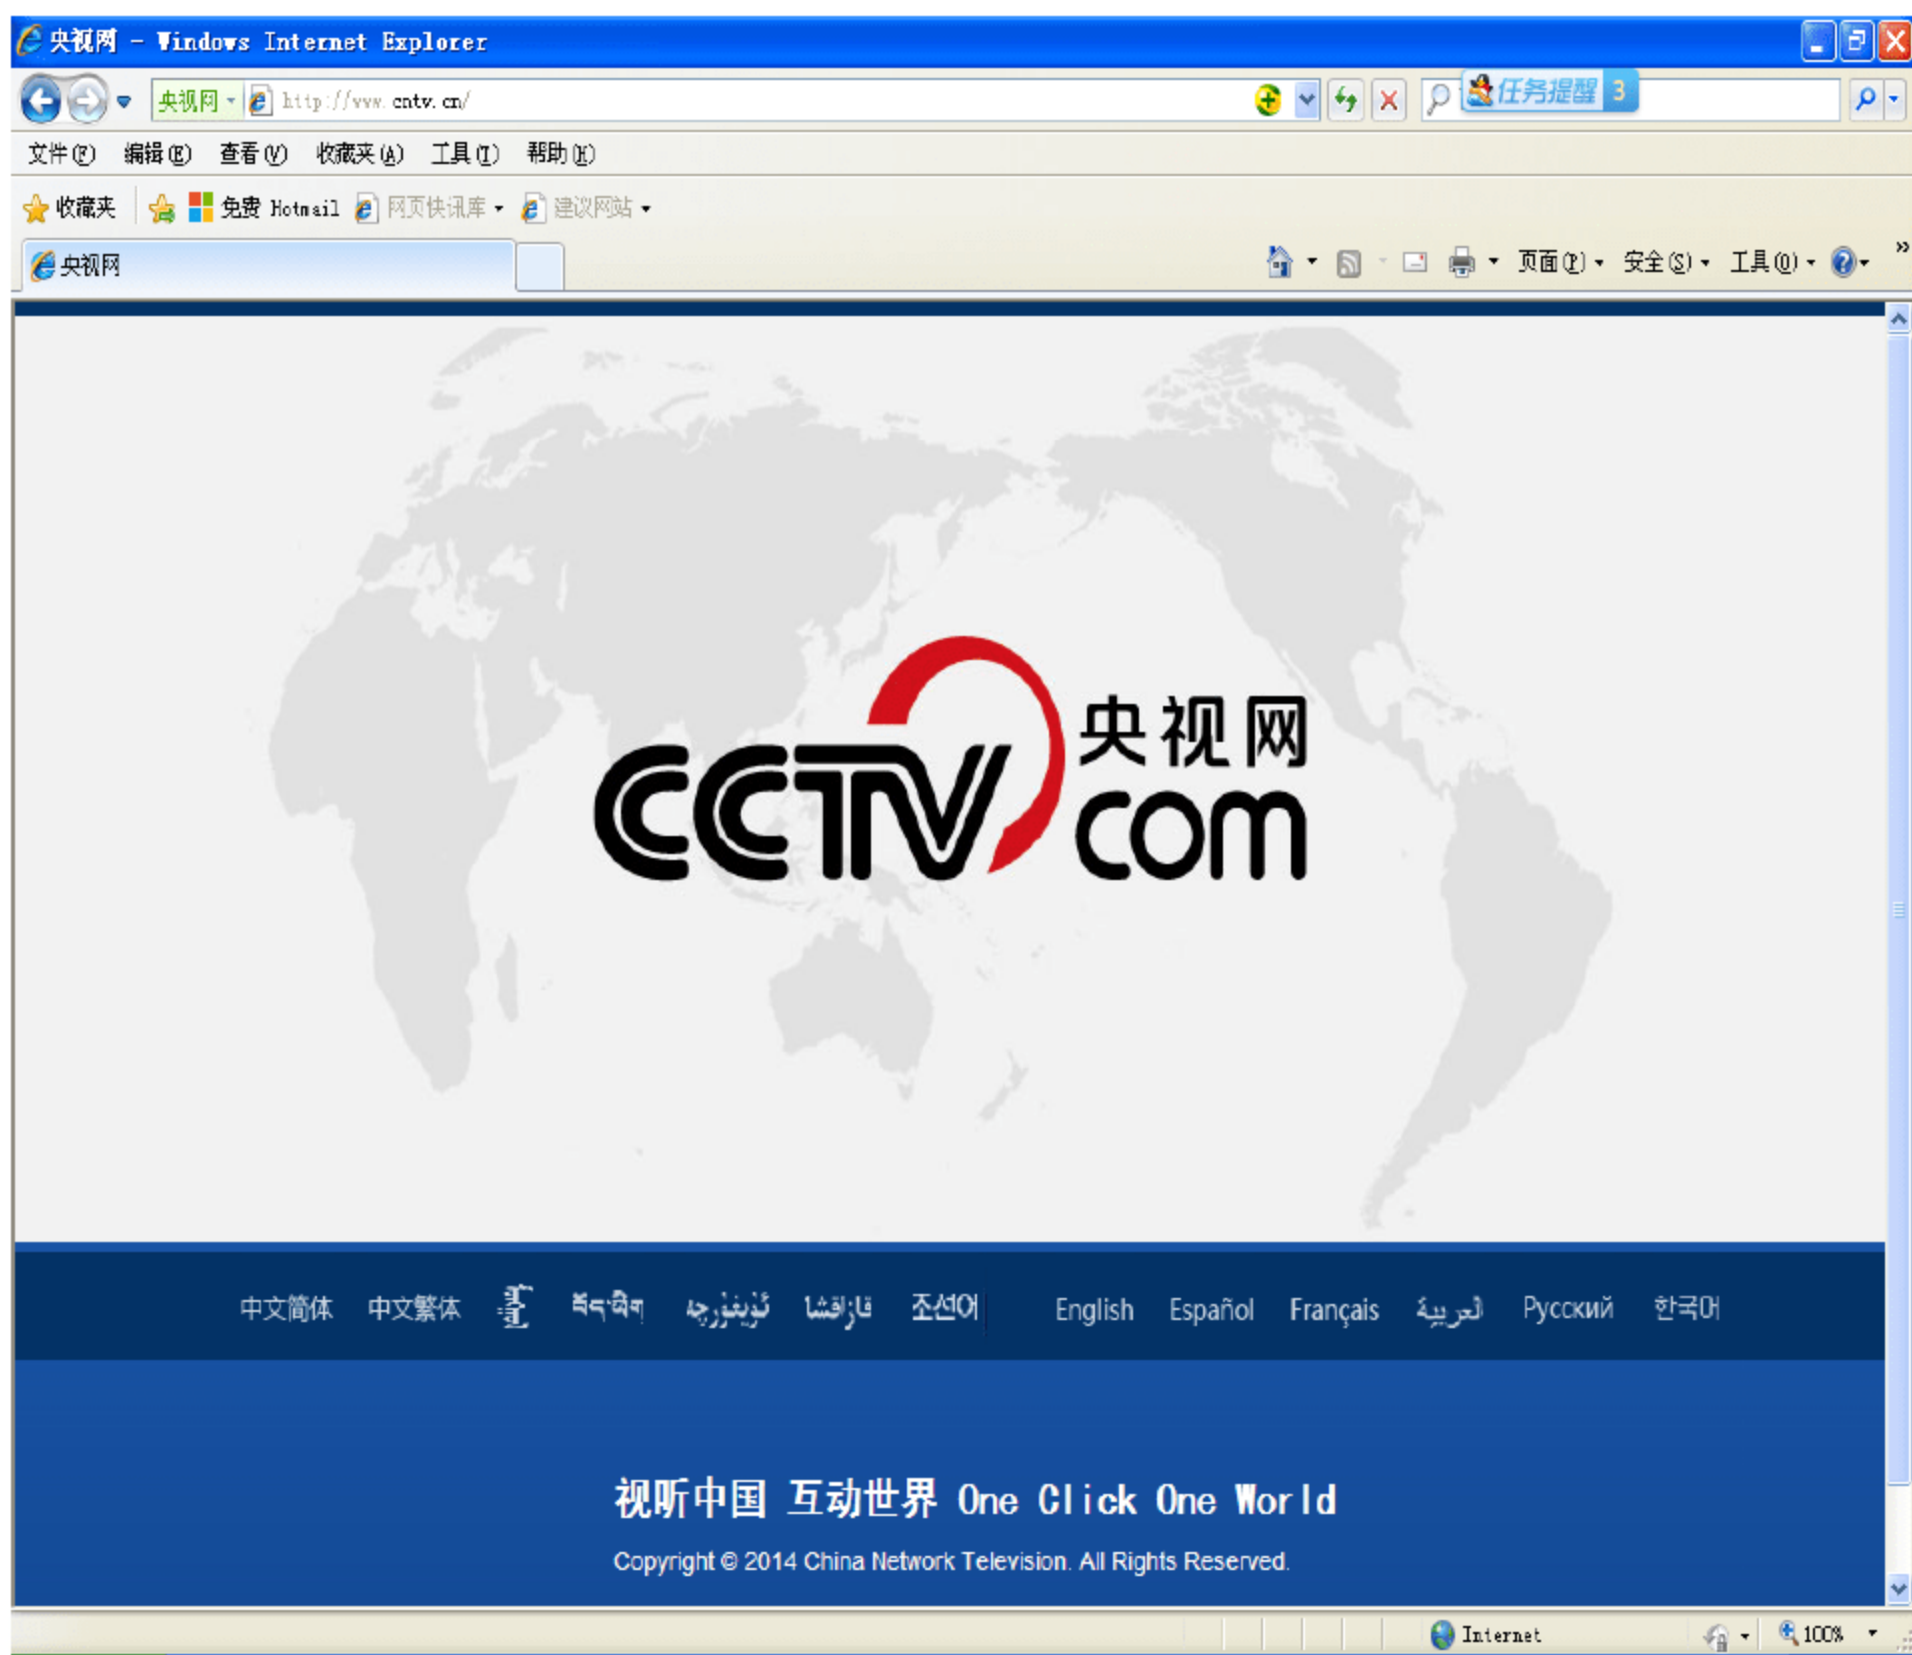 央视网 - Windows Internet Explorer
央视网 http://www.cntv.cn/ 任务提醒 3
文件(F) 编辑(E) 查看(V) 收藏夹(A) 工具(T) 帮助(H)
收藏夹 免费 Hotmail 网页快讯库 建议网站
央视网 页面(P) 安全(S) 工具(O) »
央视网
CCTV com
中文简体 中文繁体 བོད་ཡིག ئۇيغۇرچە قازاقشا 조선어 English Español Français العربية Русский 한국어
视听中国 互动世界 One Click One World
Copyright © 2014 China Network Television. All Rights Reserved.
Internet 100%